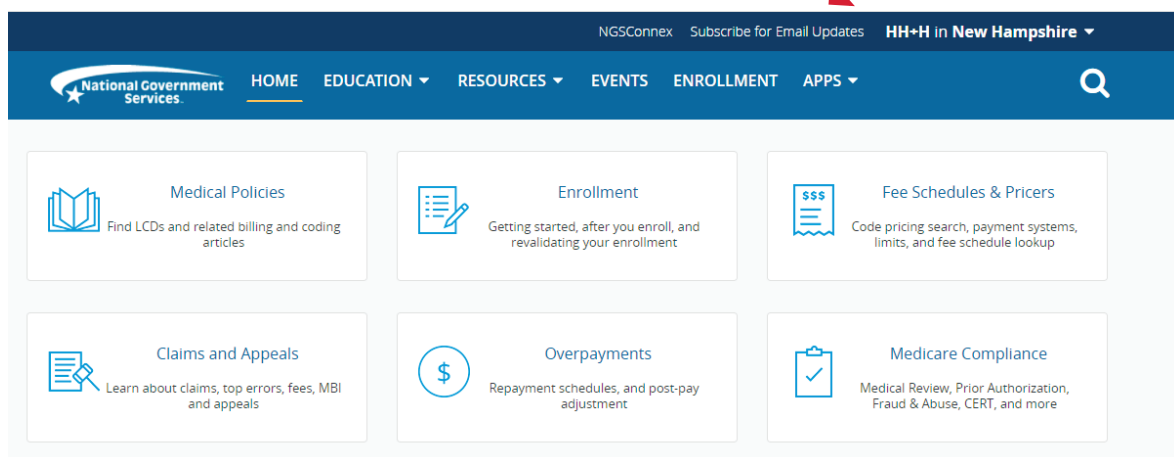 NGSConnex Subscribe for Email Updates HH+H in New Hampshire
National Government
Services.
HOME EDUCATION RESOURCES EVENTS ENROLLMENT APPS
Medical Policies
Find LCDs and related billing and coding
articles
Enrollment
Getting started, after you enroll, and
revalidating your enrollment
$$$
Fee Schedules & Pricers
Code pricing search, payment systems,
limits, and fee schedule lookup
Claims and Appeals
Learn about claims, top errors, fees, MBI
and appeals
$
Overpayments
Repayment schedules, and post-pay
adjustment
Medicare Compliance
Medical Review, Prior Authorization,
Fraud & Abuse, CERT, and more